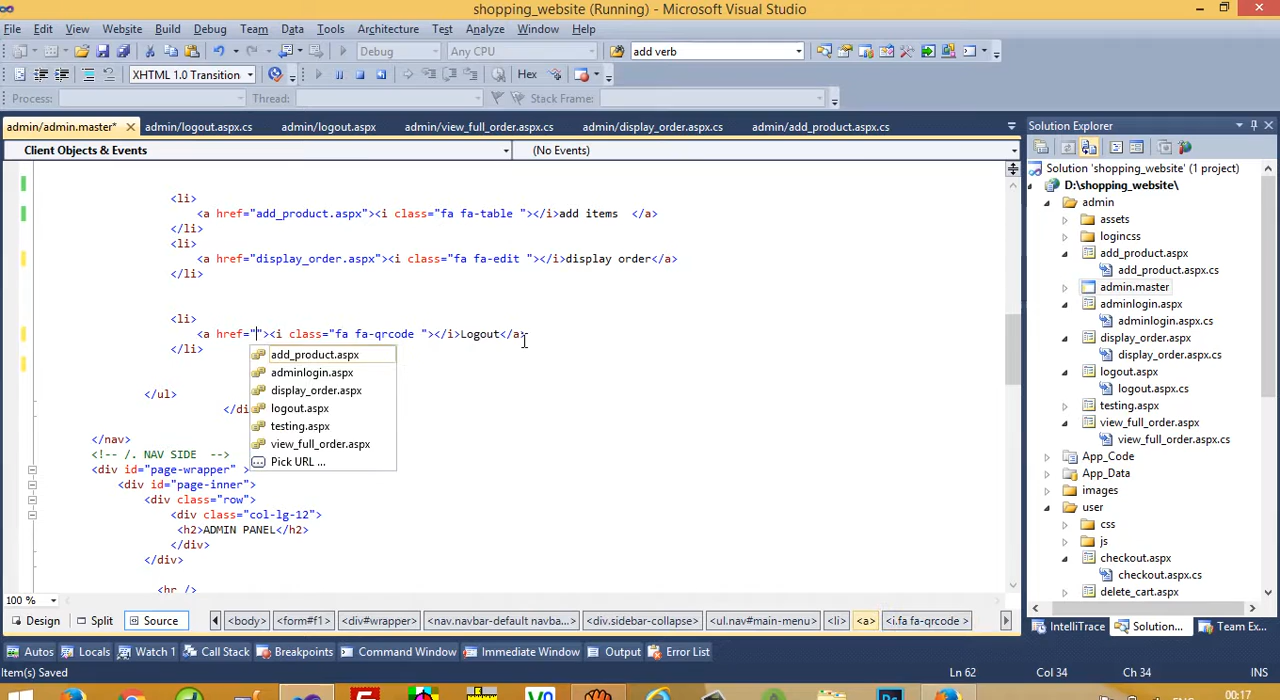 shopping_website (Running) - Microsoft Visual Studio
File Edit View Website Build Debug Team Data Tools Architecture Test Analyze Window Help
Debug Any CPU add verb
XHTML 1.0 Transition Hex
Process: Thread: Stack Frame:
admin/admin.master* admin/logout.aspx.cs admin/logout.aspx admin/view_full_order.aspx.cs admin/display_order.aspx.cs admin/add_product.aspx.cs
Client Objects & Events (No Events)
<li>
<a href="add_product.aspx"><i class="fa fa-table "></i>add items </a>
</li>
<li>
<a href="display_order.aspx"><i class="fa fa-edit "></i>display order</a>
</li>
<li>
<a href=""><i class="fa fa-qrcode "></i>Logout</a>
</li>
add_product.aspx
adminlogin.aspx
display_order.aspx
logout.aspx
testing.aspx
view_full_order.aspx
Pick URL ...
</ul>
</di
</nav>
<!-- /. NAV SIDE -->
<div id="page-wrapper" >
<div id="page-inner">
<div class="row">
<div class="col-lg-12">
<h2>ADMIN PANEL</h2>
</div>
</div>
<hr />
100 %
Design Split Source <body> <form#f1> <div#wrapper> <nav.navbar-default navba...> <div.sidebar-collapse> <ul.nav#main-menu> <li> <a> <i.fa fa-qrcode >
Autos Locals Watch 1 Call Stack Breakpoints Command Window Immediate Window Output Error List
Item(s) Saved Ln 62 Col 34 Ch 34 INS
Solution Explorer
Solution 'shopping_website' (1 project)
D:\shopping_website\
admin
assets
logincss
add_product.aspx
add_product.aspx.cs
admin.master
adminlogin.aspx
adminlogin.aspx.cs
display_order.aspx
display_order.aspx.cs
logout.aspx
logout.aspx.cs
testing.aspx
view_full_order.aspx
view_full_order.aspx.cs
App_Code
App_Data
images
user
css
js
checkout.aspx
checkout.aspx.cs
delete_cart.aspx
IntelliTrace Solution... Team Ex...
00:17